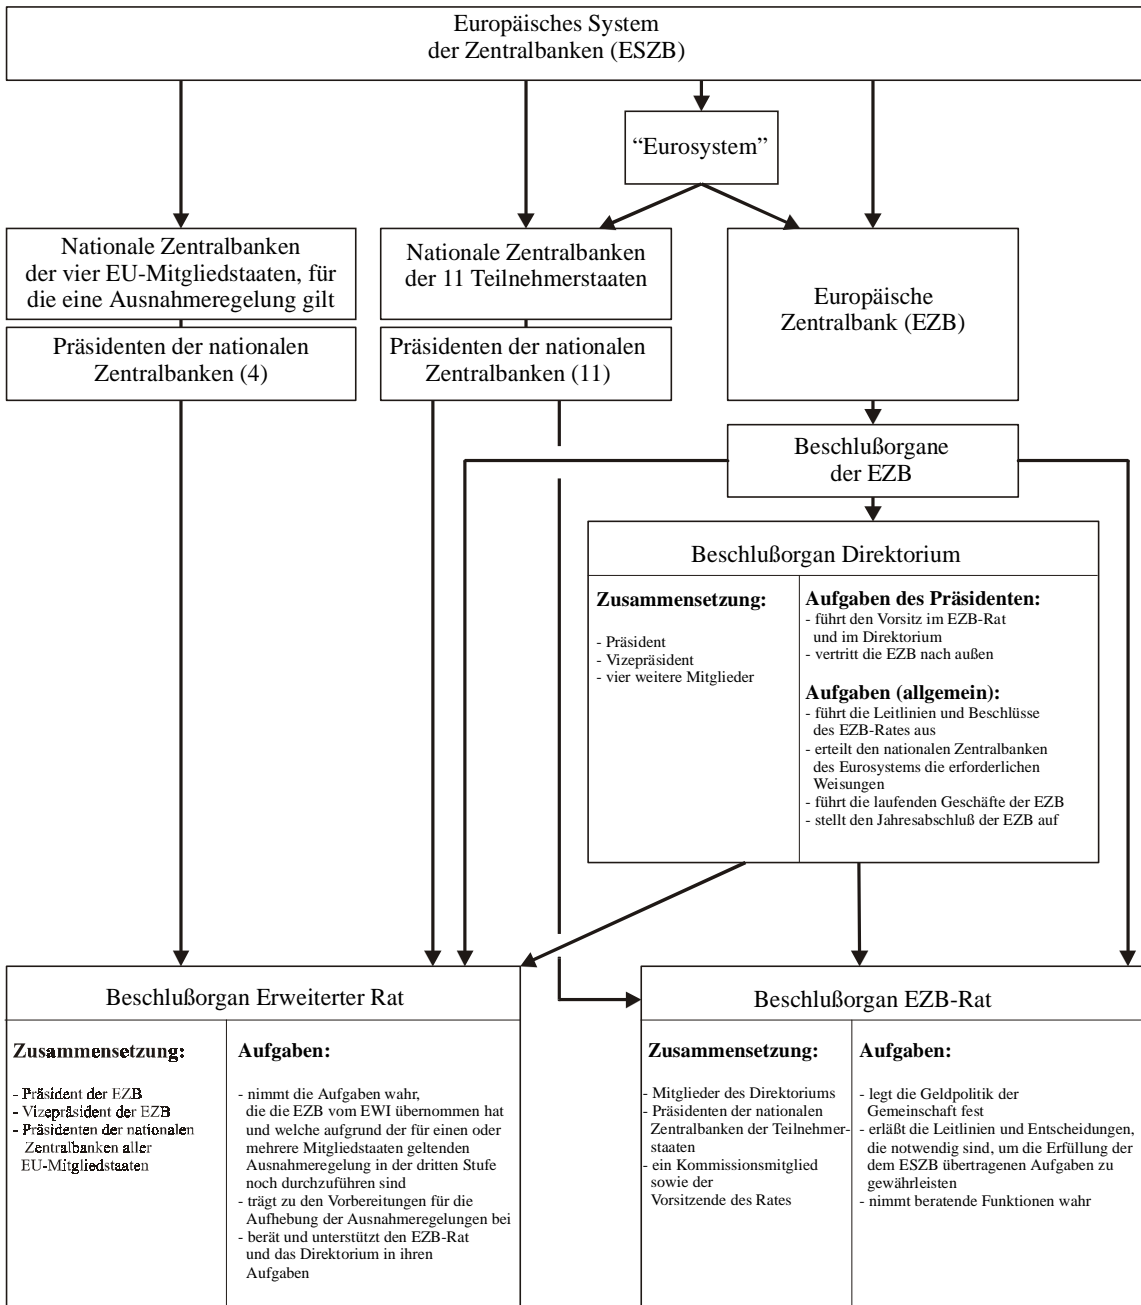 Europäisches System
der Zentralbanken (ESZB)
“Eurosystem”
Nationale Zentralbanken
der vier EU-Mitgliedstaaten, für
die eine Ausnahmeregelung gilt
Nationale Zentralbanken
der 11 Teilnehmerstaaten
Europäische
Zentralbank (EZB)
Präsidenten der nationalen
Zentralbanken (4)
Präsidenten der nationalen
Zentralbanken (11)
Beschlußorgane
der EZB
Beschlußorgan Direktorium
Zusammensetzung:
- Präsident
- Vizepräsident
- vier weitere Mitglieder
Aufgaben des Präsidenten:
- führt den Vorsitz im EZB-Rat
und im Direktorium
- vertritt die EZB nach außen
Aufgaben (allgemein):
- führt die Leitlinien und Beschlüsse
des EZB-Rates aus
- erteilt den nationalen Zentralbanken
des Eurosystems die erforderlichen
Weisungen
- führt die laufenden Geschäfte der EZB
- stellt den Jahresabschluß der EZB auf
Beschlußorgan Erweiterter Rat
Zusammensetzung:
- Präsident der EZB
- Vizepräsident der EZB
- Präsidenten der nationalen
Zentralbanken aller
EU-Mitgliedstaaten
Aufgaben:
- nimmt die Aufgaben wahr,
die die EZB vom EWI übernommen hat
und welche aufgrund der für einen oder
mehrere Mitgliedstaaten geltenden
Ausnahmeregelung in der dritten Stufe
noch durchzuführen sind
- trägt zu den Vorbereitungen für die
Aufhebung der Ausnahmeregelungen bei
- berät und unterstützt den EZB-Rat
und das Direktorium in ihren
Aufgaben
Beschlußorgan EZB-Rat
Zusammensetzung:
- Mitglieder des Direktoriums
- Präsidenten der nationalen
Zentralbanken der Teilnehmer-
staaten
- ein Kommissionsmitglied
sowie der
Vorsitzende des Rates
Aufgaben:
- legt die Geldpolitik der
Gemeinschaft fest
- erläßt die Leitlinien und Entscheidungen,
die notwendig sind, um die Erfüllung der
dem ESZB übertragenen Aufgaben zu
gewährleisten
- nimmt beratende Funktionen wahr